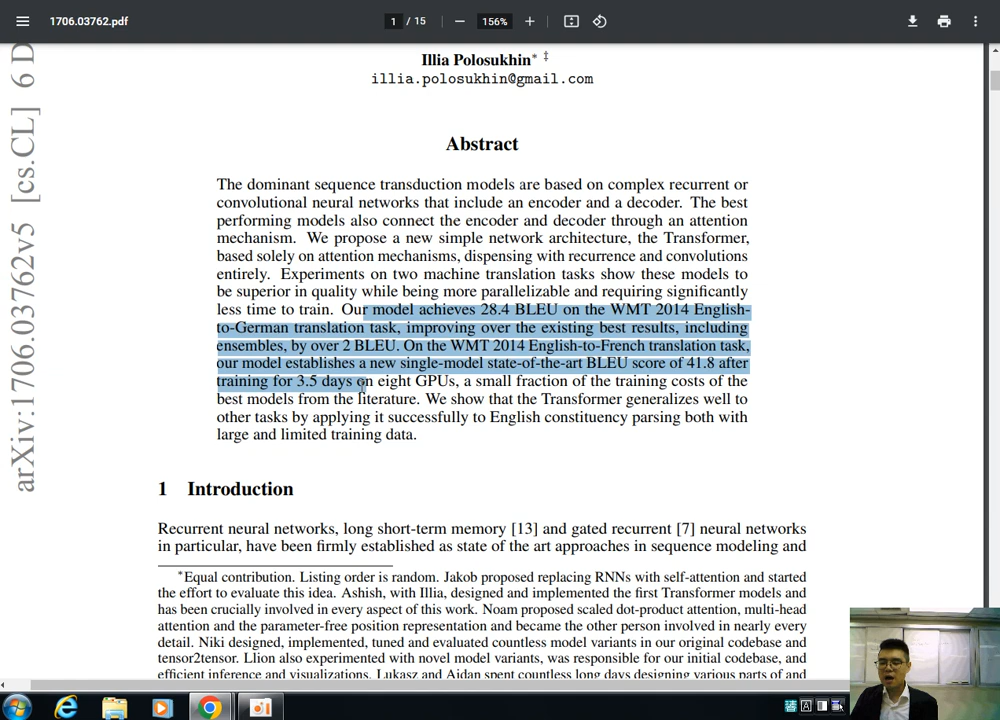 1706.03762.pdf
1 / 15
156%
Illia Polosukhin* ‡
illia.polosukhin@gmail.com
arXiv:1706.03762v5 [cs.CL] 6 D
Abstract
The dominant sequence transduction models are based on complex recurrent or
convolutional neural networks that include an encoder and a decoder. The best
performing models also connect the encoder and decoder through an attention
mechanism. We propose a new simple network architecture, the Transformer,
based solely on attention mechanisms, dispensing with recurrence and convolutions
entirely. Experiments on two machine translation tasks show these models to
be superior in quality while being more parallelizable and requiring significantly
less time to train. Our model achieves 28.4 BLEU on the WMT 2014 English-
to-German translation task, improving over the existing best results, including
ensembles, by over 2 BLEU. On the WMT 2014 English-to-French translation task,
our model establishes a new single-model state-of-the-art BLEU score of 41.8 after
training for 3.5 days on eight GPUs, a small fraction of the training costs of the
best models from the literature. We show that the Transformer generalizes well to
other tasks by applying it successfully to English constituency parsing both with
large and limited training data.
1 Introduction
Recurrent neural networks, long short-term memory [13] and gated recurrent [7] neural networks
in particular, have been firmly established as state of the art approaches in sequence modeling and
*Equal contribution. Listing order is random. Jakob proposed replacing RNNs with self-attention and started
the effort to evaluate this idea. Ashish, with Illia, designed and implemented the first Transformer models and
has been crucially involved in every aspect of this work. Noam proposed scaled dot-product attention, multi-head
attention and the parameter-free position representation and became the other person involved in nearly every
detail. Niki designed, implemented, tuned and evaluated countless model variants in our original codebase and
tensor2tensor. Llion also experimented with novel model variants, was responsible for our initial codebase, and
efficient inference and visualizations. Lukasz and Aidan spent countless long days designing various parts of and
A